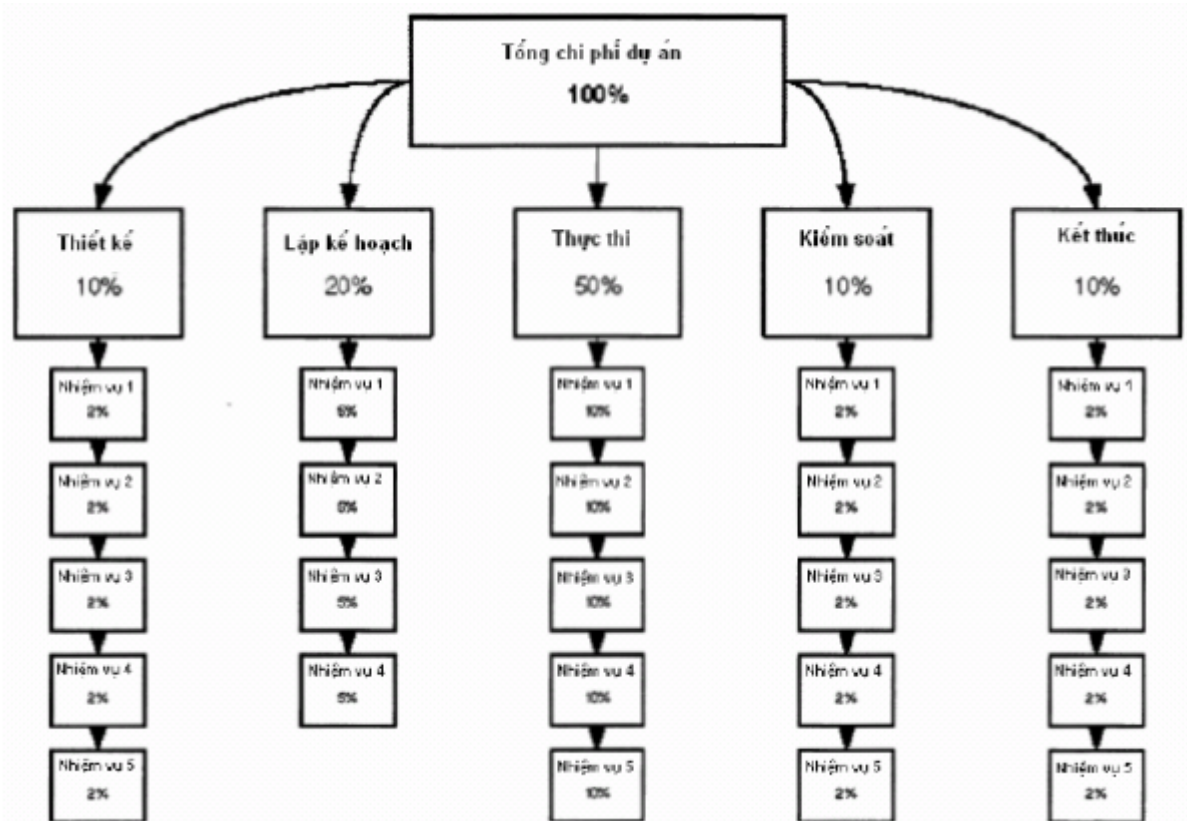 Tổng chi phí dự án
100%
Thiết kế
10%
Lập kế hoạch
20%
Thực thi
50%
Kiểm soát
10%
Kết thúc
10%
Nhiệm vụ 1
2%
Nhiệm vụ 2
2%
Nhiệm vụ 3
2%
Nhiệm vụ 4
2%
Nhiệm vụ 5
2%
Nhiệm vụ 1
5%
Nhiệm vụ 2
5%
Nhiệm vụ 3
5%
Nhiệm vụ 4
5%
Nhiệm vụ 1
10%
Nhiệm vụ 2
10%
Nhiệm vụ 3
10%
Nhiệm vụ 4
10%
Nhiệm vụ 5
10%
Nhiệm vụ 1
2%
Nhiệm vụ 2
2%
Nhiệm vụ 3
2%
Nhiệm vụ 4
2%
Nhiệm vụ 5
2%
Nhiệm vụ 1
2%
Nhiệm vụ 2
2%
Nhiệm vụ 3
2%
Nhiệm vụ 4
2%
Nhiệm vụ 5
2%